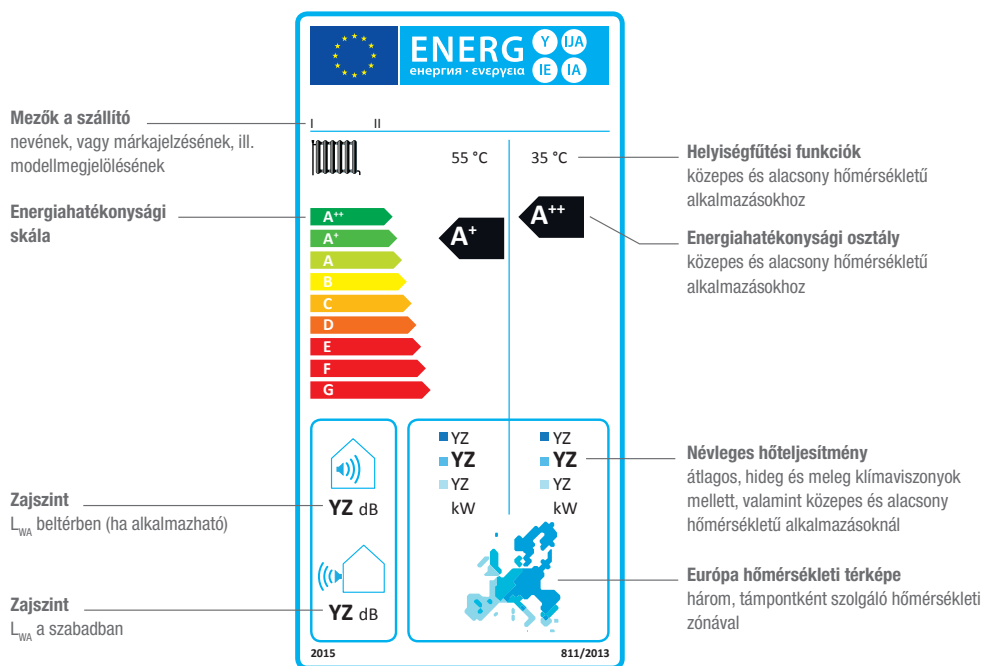 ENERG Y IJA
енергия · ενεργεια IE IA
Mezők a szállító
nevének, vagy márkajelzésének, ill.
modellmegjelölésének
I II
55 °C 35 °C
Helyiségfűtési funkciók
közepes és alacsony hőmérsékletű
alkalmazásokhoz
Energiahatékonysági
skála
A++
A+
A
B
C
D
E
F
G
A+
A++
Energiahatékonysági osztály
közepes és alacsony hőmérsékletű
alkalmazásokhoz
YZ YZ
YZ YZ
YZ YZ
kW kW
Névleges hőteljesítmény
átlagos, hideg és meleg klímaviszonyok
mellett, valamint közepes és alacsony
hőmérsékletű alkalmazásoknál
Zajszint
LWA beltérben (ha alkalmazható)
YZ dB
Európa hőmérsékleti térképe
három, támpontként szolgáló hőmérsékleti
zónával
Zajszint
LWA a szabadban
YZ dB
2015 811/2013